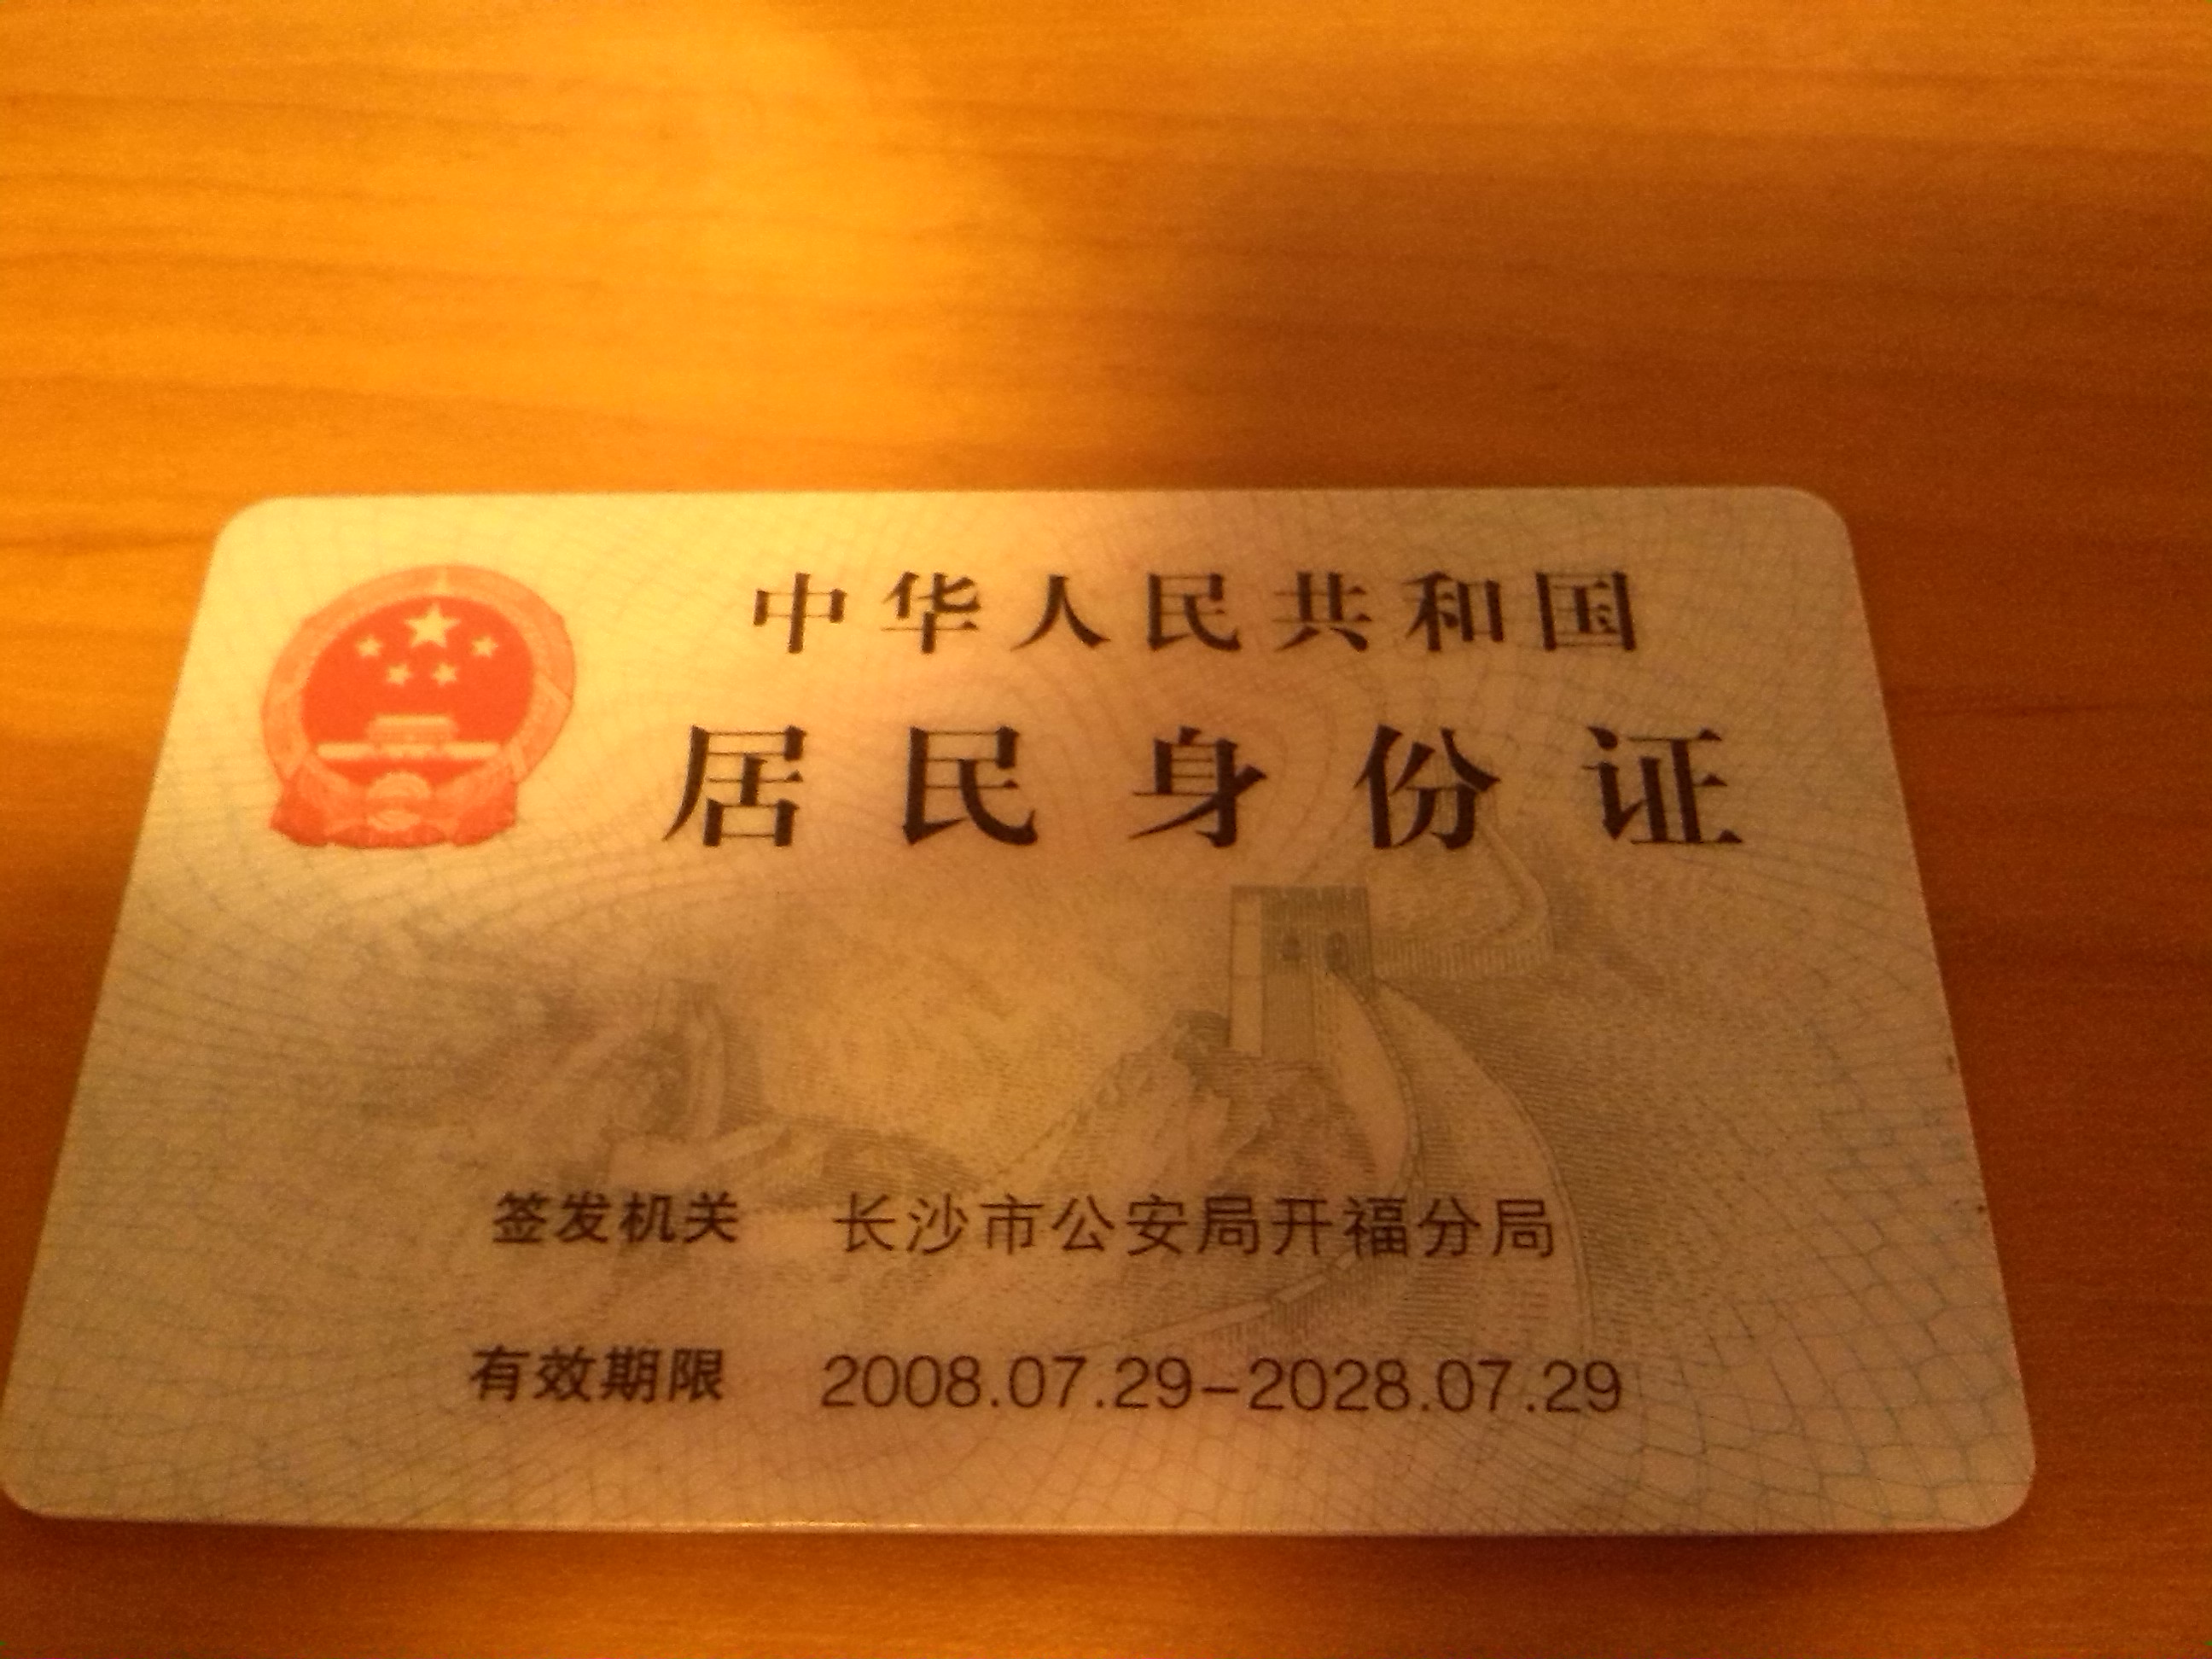 中华人民共和国
居民身份证
签发机关 长沙市公安局开福分局
有效期限 2008.07.29-2028.07.29